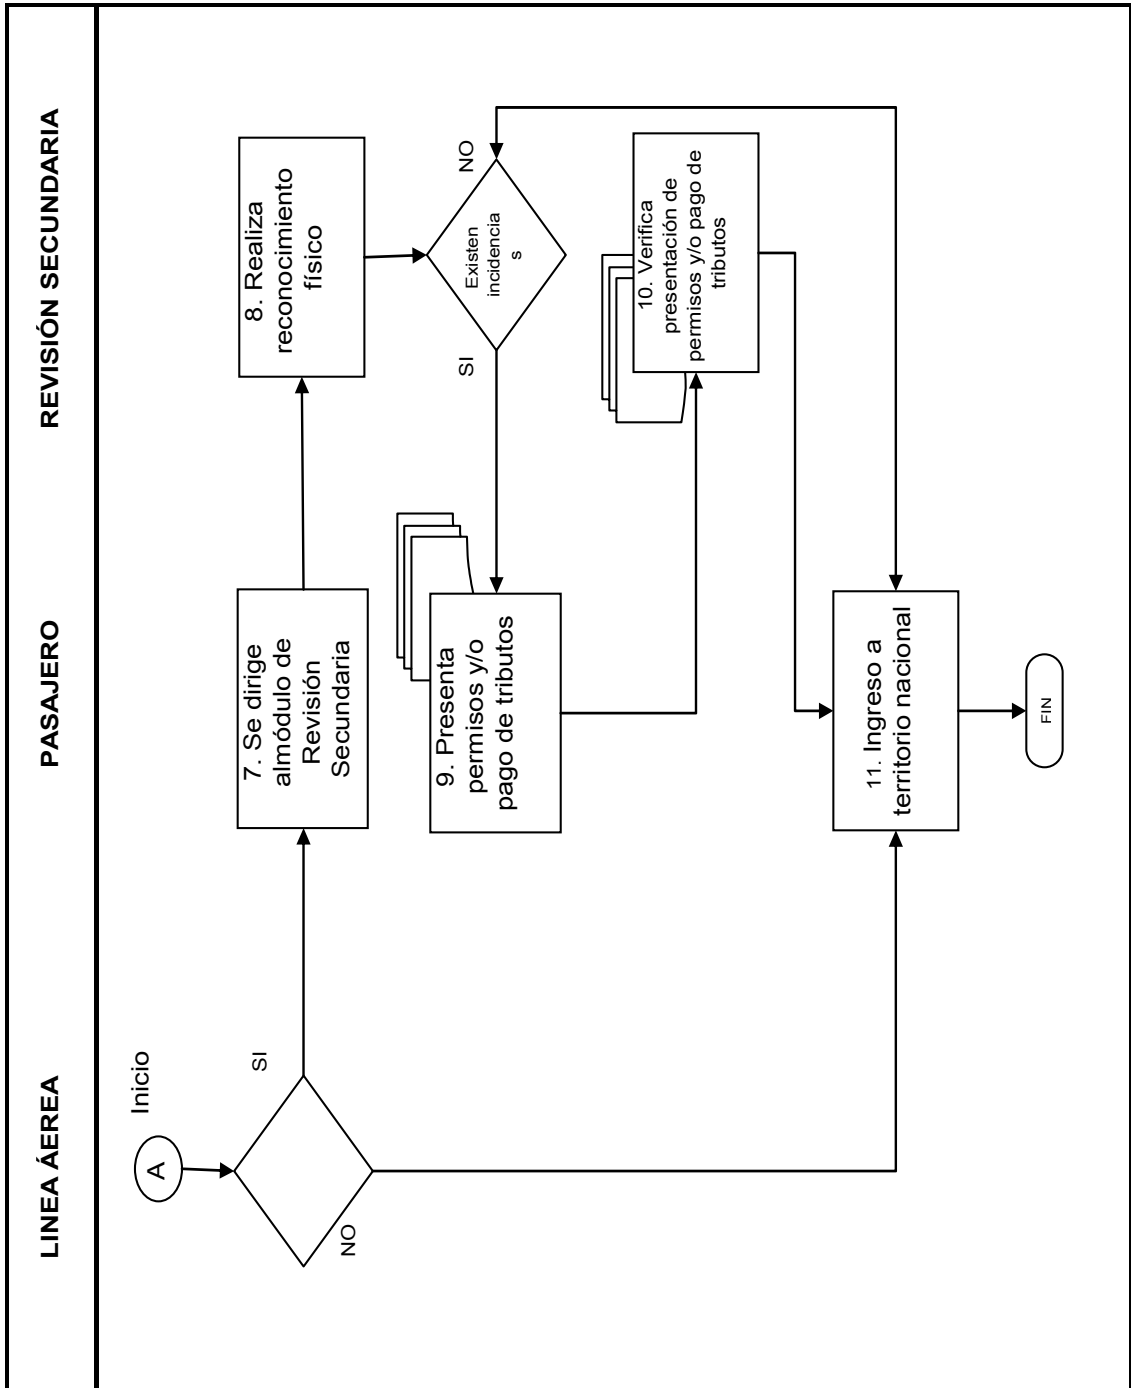 LINEA ÁEREA
PASAJERO
REVISIÓN SECUNDARIA
Inicio
A
SI
NO
7. Se dirige
almódulo de
Revisión
Secundaria
8. Realiza
reconocimiento
físico
Existen
incidencia
s
NO
SI
9. Presenta
permisos y/o
pago de tributos
10. Verifica
presentación de
permisos y/o pago de
tributos
11. Ingreso a
territorio nacional
FIN